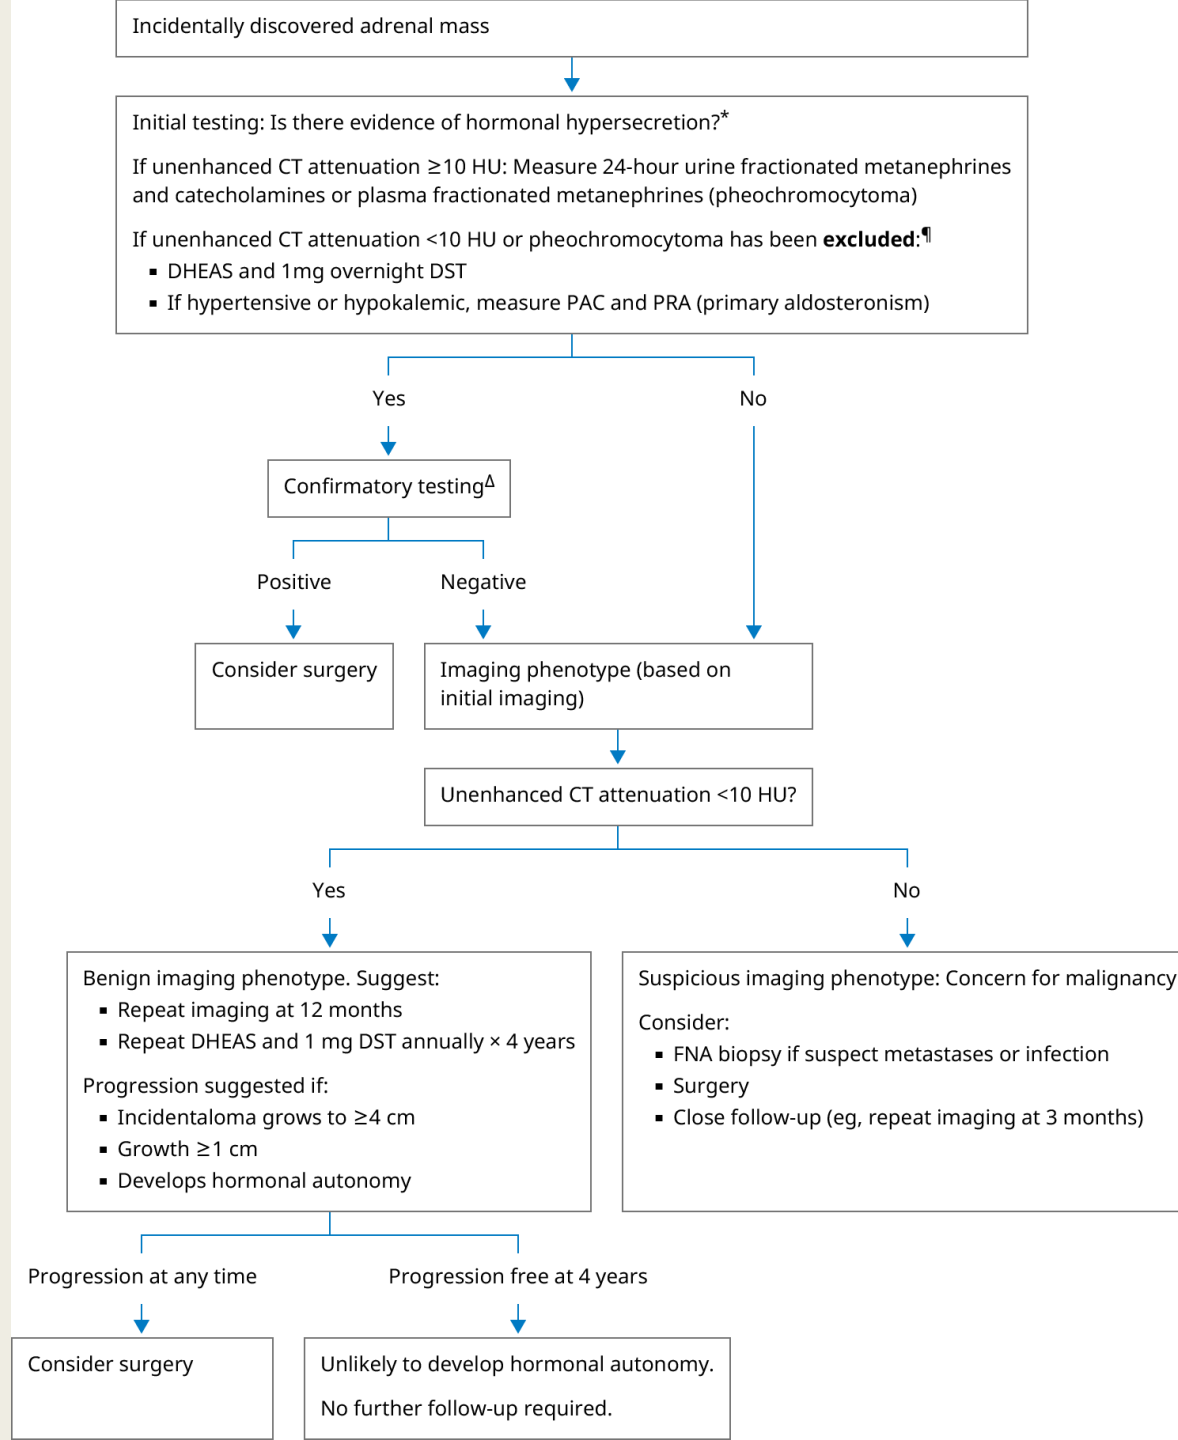 Incidentally discovered adrenal mass
Initial testing: Is there evidence of hormonal hypersecretion?*
If unenhanced CT attenuation ≥10 HU: Measure 24-hour urine fractionated metanephrines
and catecholamines or plasma fractionated metanephrines (pheochromocytoma)
If unenhanced CT attenuation <10 HU or pheochromocytoma has been excluded:¶
▪ DHEAS and 1mg overnight DST
▪ If hypertensive or hypokalemic, measure PAC and PRA (primary aldosteronism)
Yes
No
Confirmatory testingΔ
Positive
Negative
Consider surgery
Imaging phenotype (based on
initial imaging)
Unenhanced CT attenuation <10 HU?
Yes
No
Benign imaging phenotype. Suggest:
▪ Repeat imaging at 12 months
▪ Repeat DHEAS and 1 mg DST annually × 4 years
Progression suggested if:
▪ Incidentaloma grows to ≥4 cm
▪ Growth ≥1 cm
▪ Develops hormonal autonomy
Suspicious imaging phenotype: Concern for malignancy
Consider:
▪ FNA biopsy if suspect metastases or infection
▪ Surgery
▪ Close follow-up (eg, repeat imaging at 3 months)
Progression at any time
Progression free at 4 years
Consider surgery
Unlikely to develop hormonal autonomy.
No further follow-up required.